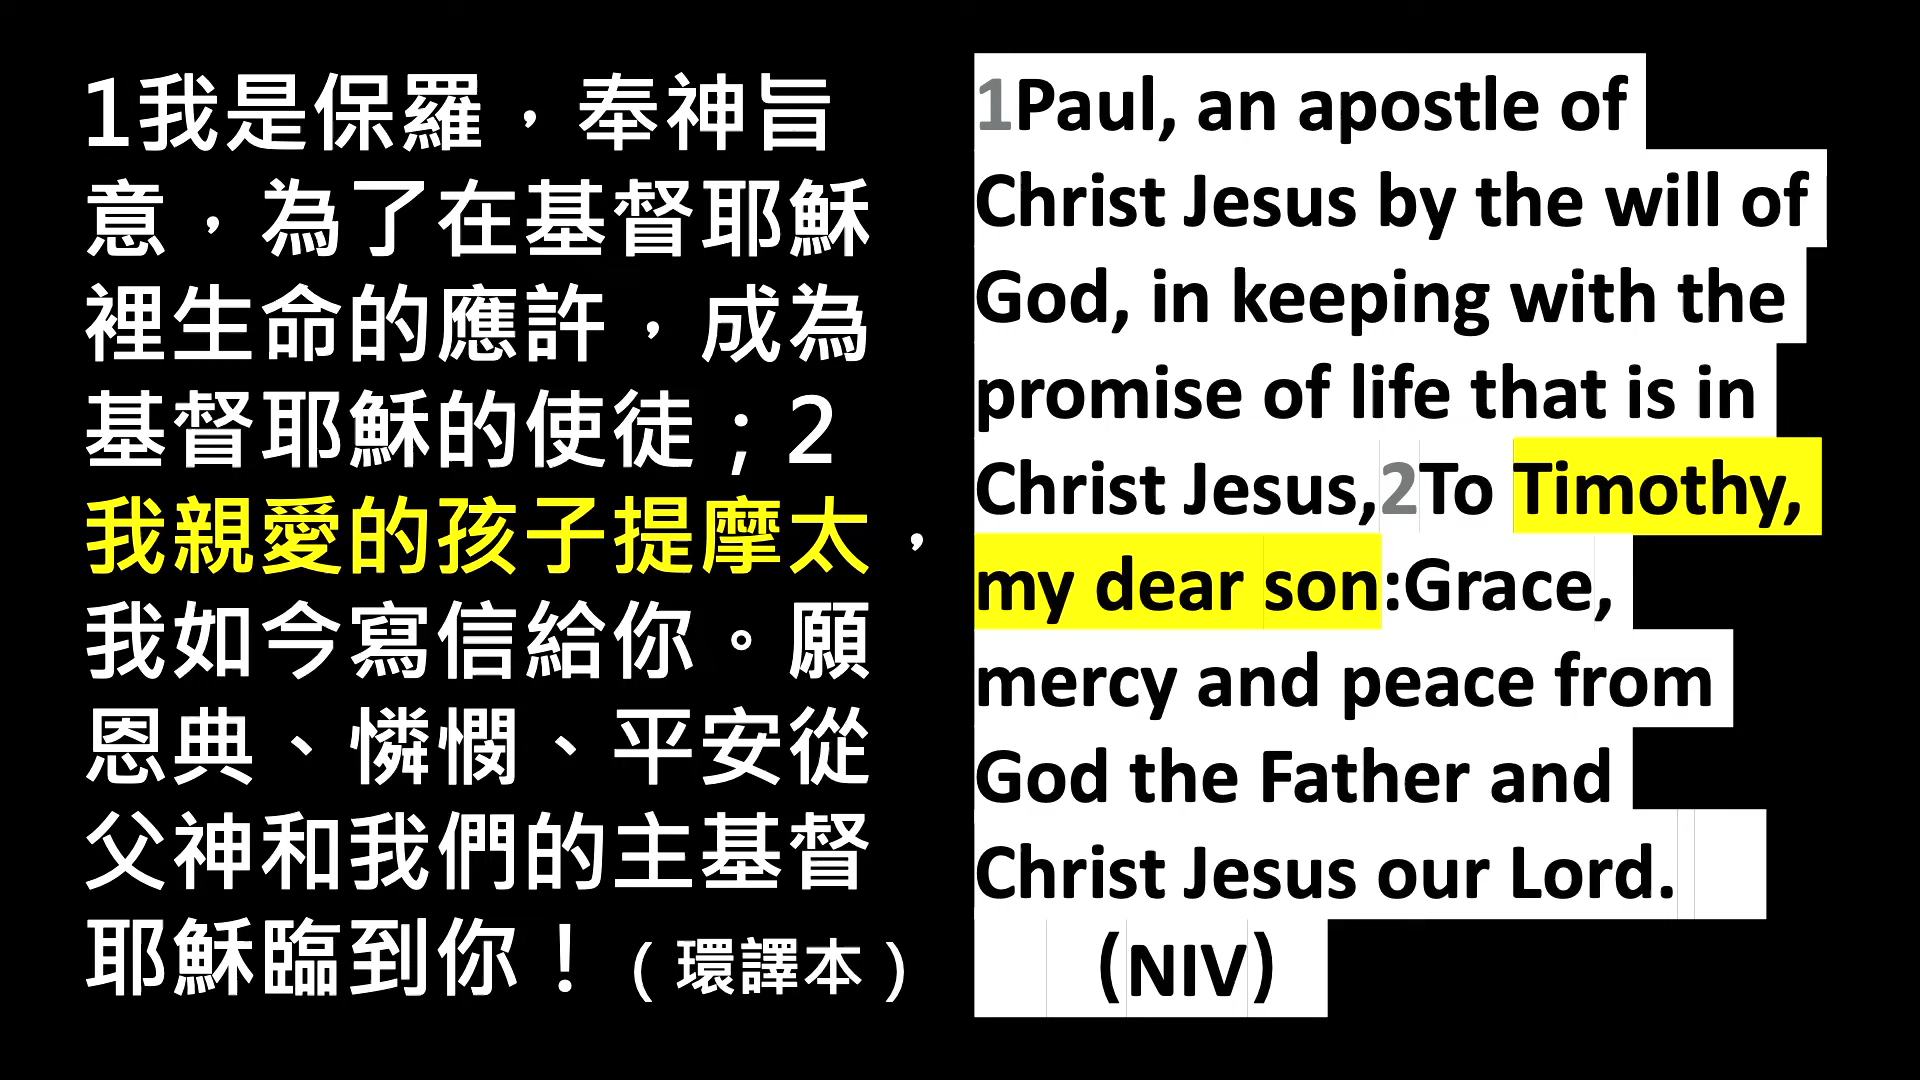 1我是保羅，奉神旨
意，為了在基督耶穌
裡生命的應許，成為
基督耶穌的使徒；2
我親愛的孩子提摩太，
我如今寫信給你。願
恩典、憐憫、平安從
父神和我們的主基督
耶穌臨到你！（環譯本）
1Paul, an apostle of
Christ Jesus by the will of
God, in keeping with the
promise of life that is in
Christ Jesus,2To Timothy,
my dear son:Grace,
mercy and peace from
God the Father and
Christ Jesus our Lord.
(NIV)